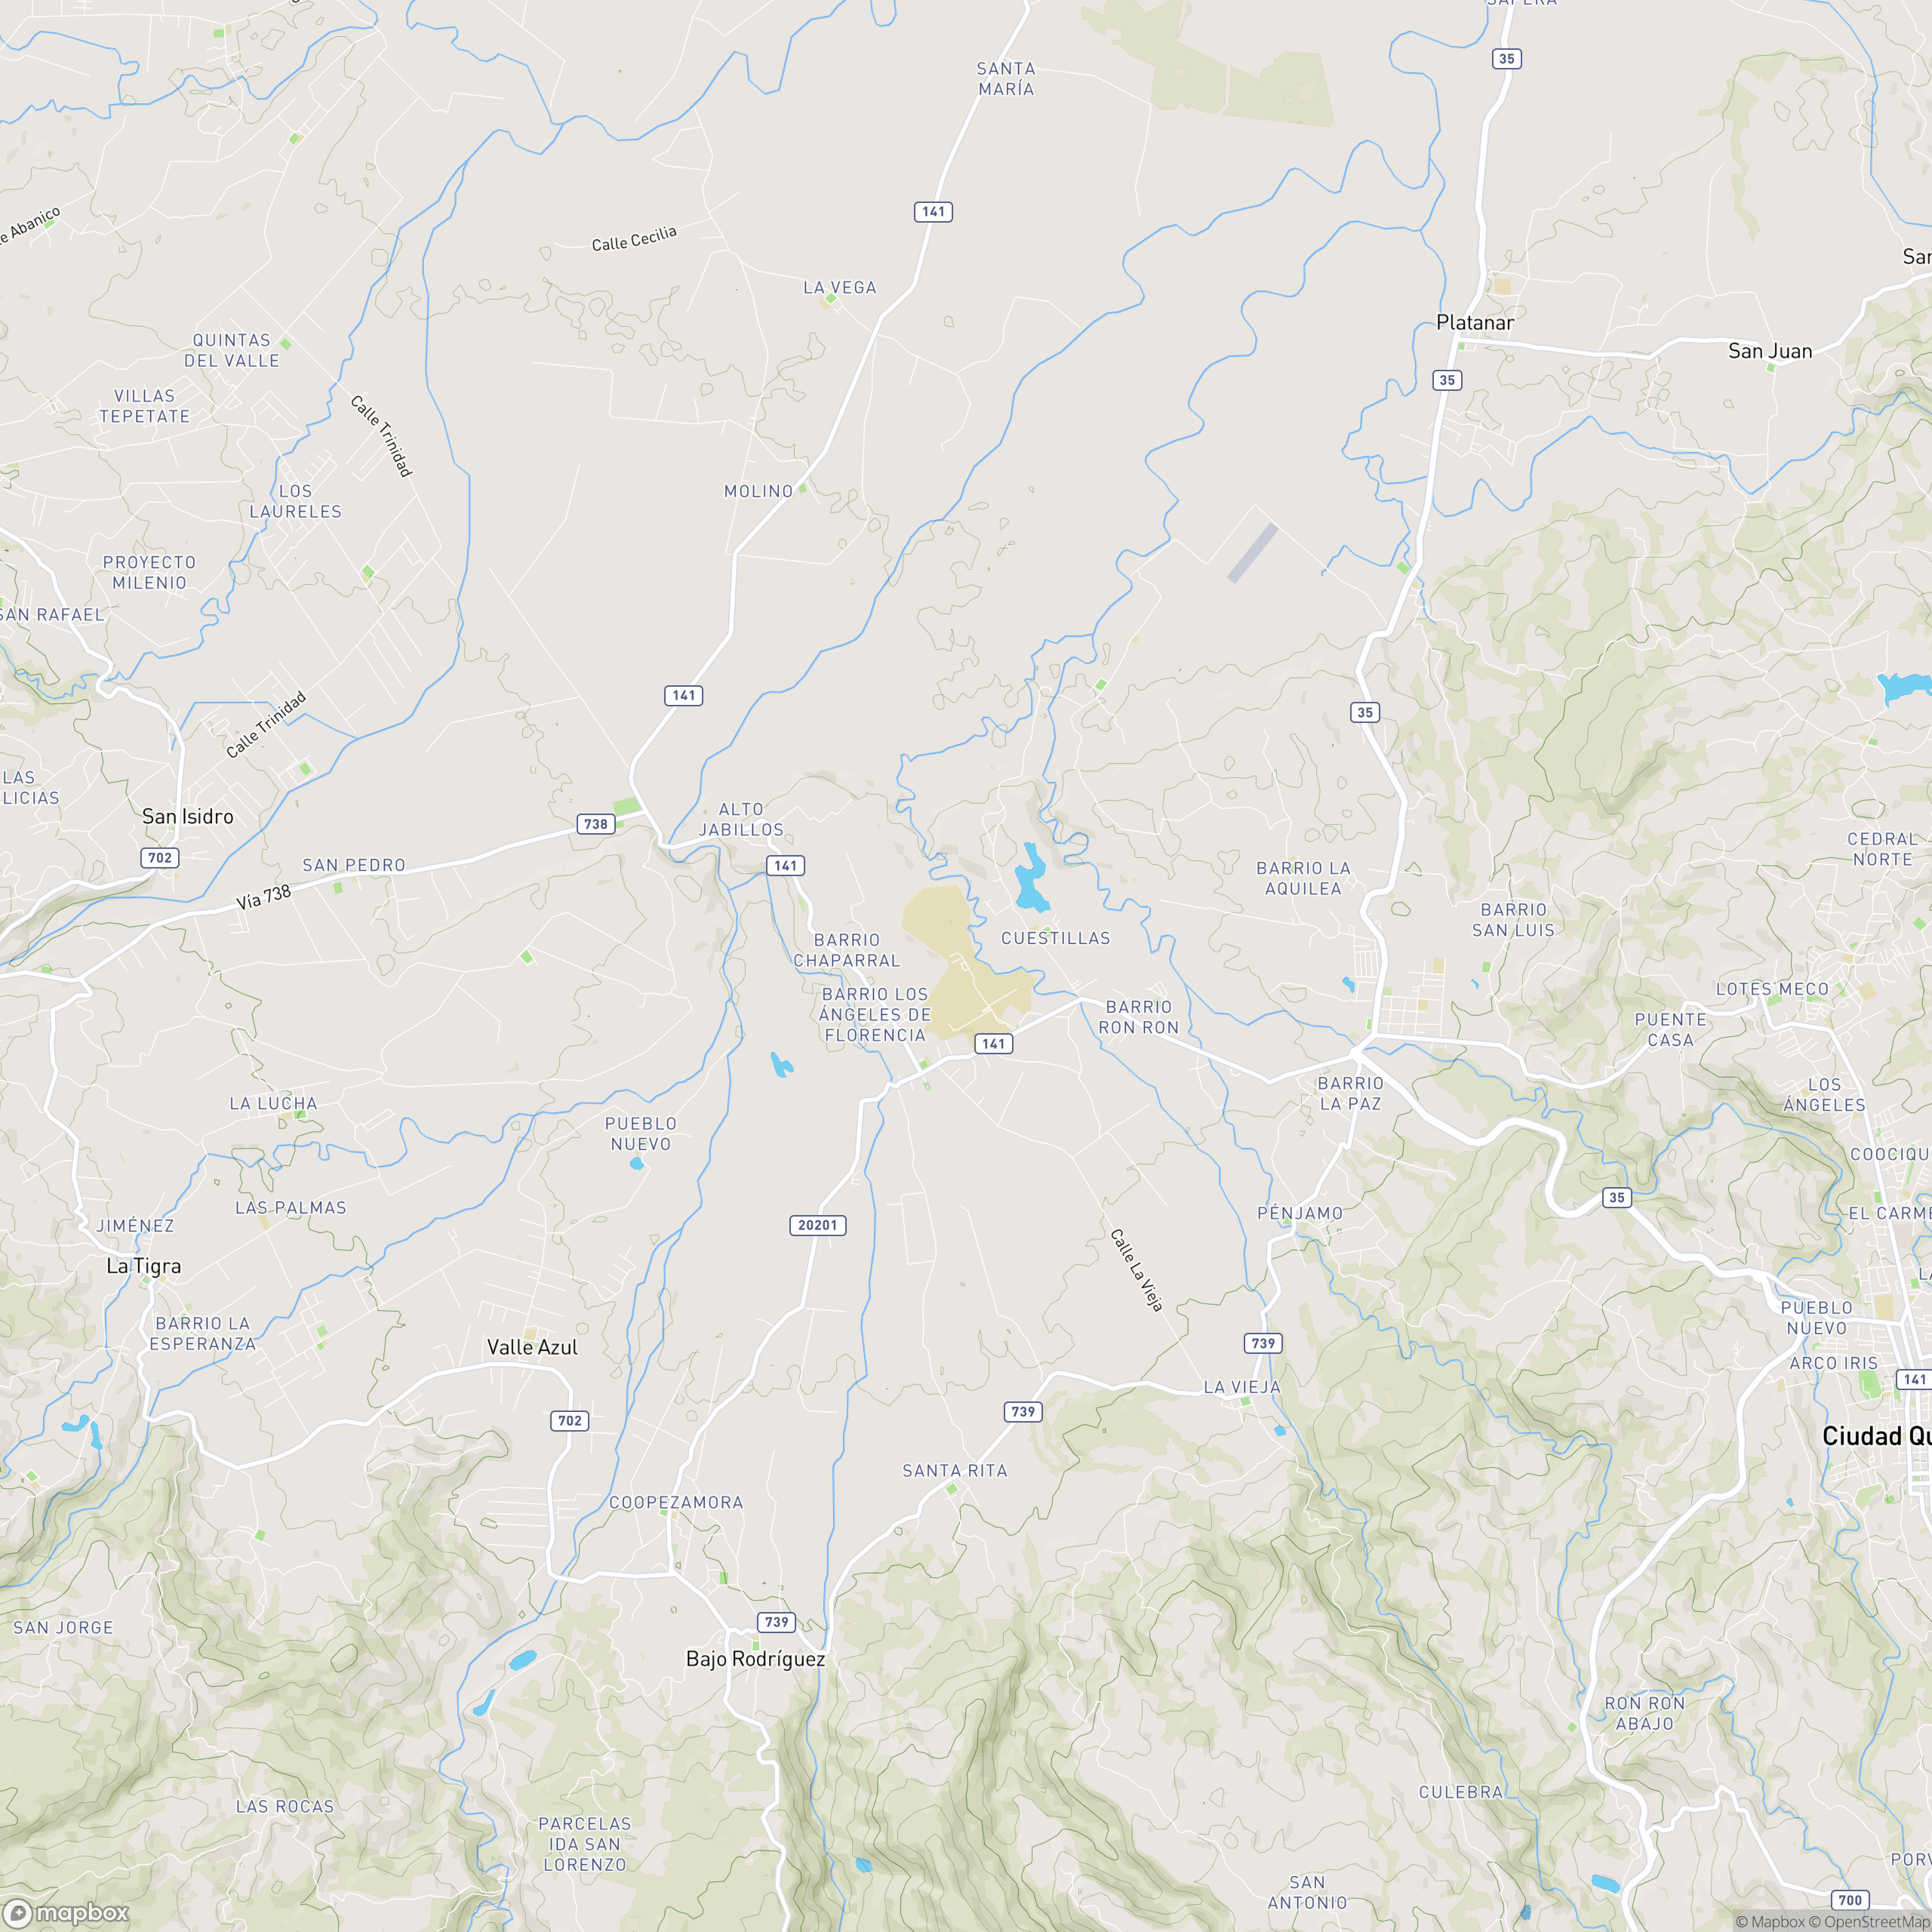 SANTA
MARÍA
35
141
Calle Cecilia
LA VEGA
QUINTAS
DEL VALLE
Platanar
San Juan
VILLAS
TEPETATE
35
Calle Trinidad
LOS
LAURELES
MOLINO
PROYECTO
MILENIO
SAN RAFAEL
141
35
Calle Trinidad
San Isidro
738
ALTO
JABILLOS
702
SAN PEDRO
141
Vía 738
BARRIO LA
AQUILEA
CEDRAL
NORTE
BARRIO
SAN LUIS
BARRIO
CHAPARRAL
CUESTILLAS
BARRIO LOS
ÁNGELES DE
FLORENCIA
141
BARRIO
RON RON
LOTES MECO
PUENTE
CASA
LA LUCHA
PUEBLO
NUEVO
BARRIO
LA PAZ
LOS
ÁNGELES
COOCIQU
LAS PALMAS
JIMÉNEZ
20201
PÉNJAMO
35
EL CARME
La Tigra
Calle La Vieja
BARRIO LA
ESPERANZA
Valle Azul
739
PUEBLO
NUEVO
ARCO IRIS
141
LA VIEJA
702
739
Ciudad Qu
SANTA RITA
COOPEZAMORA
SAN JORGE
739
Bajo Rodríguez
RON RON
ABAJO
LAS ROCAS
CULEBRA
PARCELAS
IDA SAN
LORENZO
SAN
ANTONIO
PORV
700
mapbox
© Mapbox © OpenStreetMap